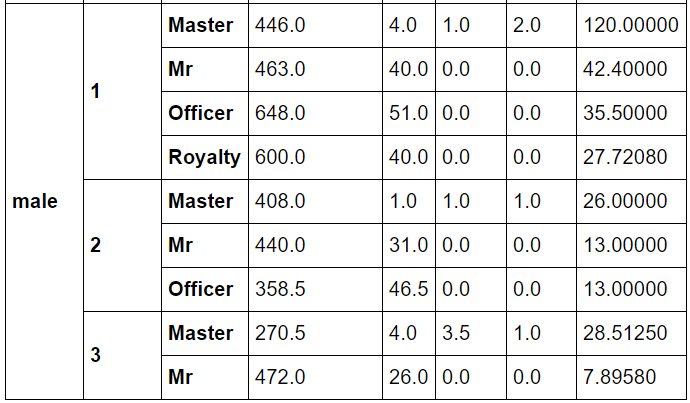 Master 446.0 4.0 1.0 2.0 120.00000
Mr 463.0 40.0 0.0 0.0 42.40000
1
Officer 648.0 51.0 0.0 0.0 35.50000
Royalty 600.0 40.0 0.0 0.0 27.72080
male
Master 408.0 1.0 1.0 1.0 26.00000
2 Mr 440.0 31.0 0.0 0.0 13.00000
Officer 358.5 46.5 0.0 0.0 13.00000
Master 270.5 4.0 3.5 1.0 28.51250
3
Mr 472.0 26.0 0.0 0.0 7.89580